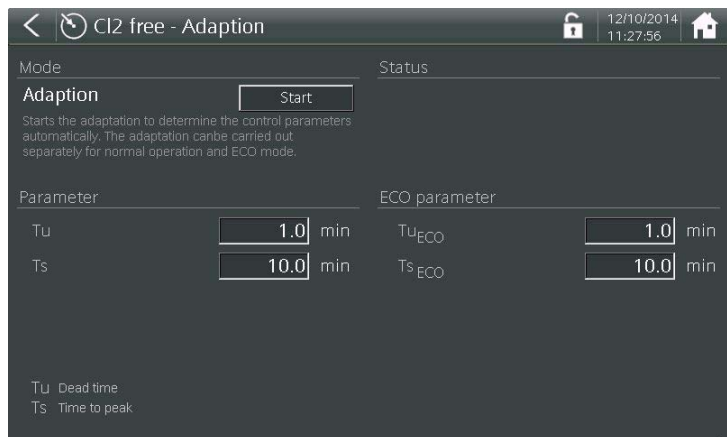 Cl2 free - Adaption
12/10/2014
11:27:56
Mode
Status
Adaption
Start
Starts the adaptation to determine the control parameters
automatically. The adaptation canbe carried out
separately for normal operation and ECO mode.
Parameter
ECO parameter
Tu 1.0 min
TuECO 1.0 min
Ts 10.0 min
Ts ECO 10.0 min
Tu Dead time
Ts Time to peak